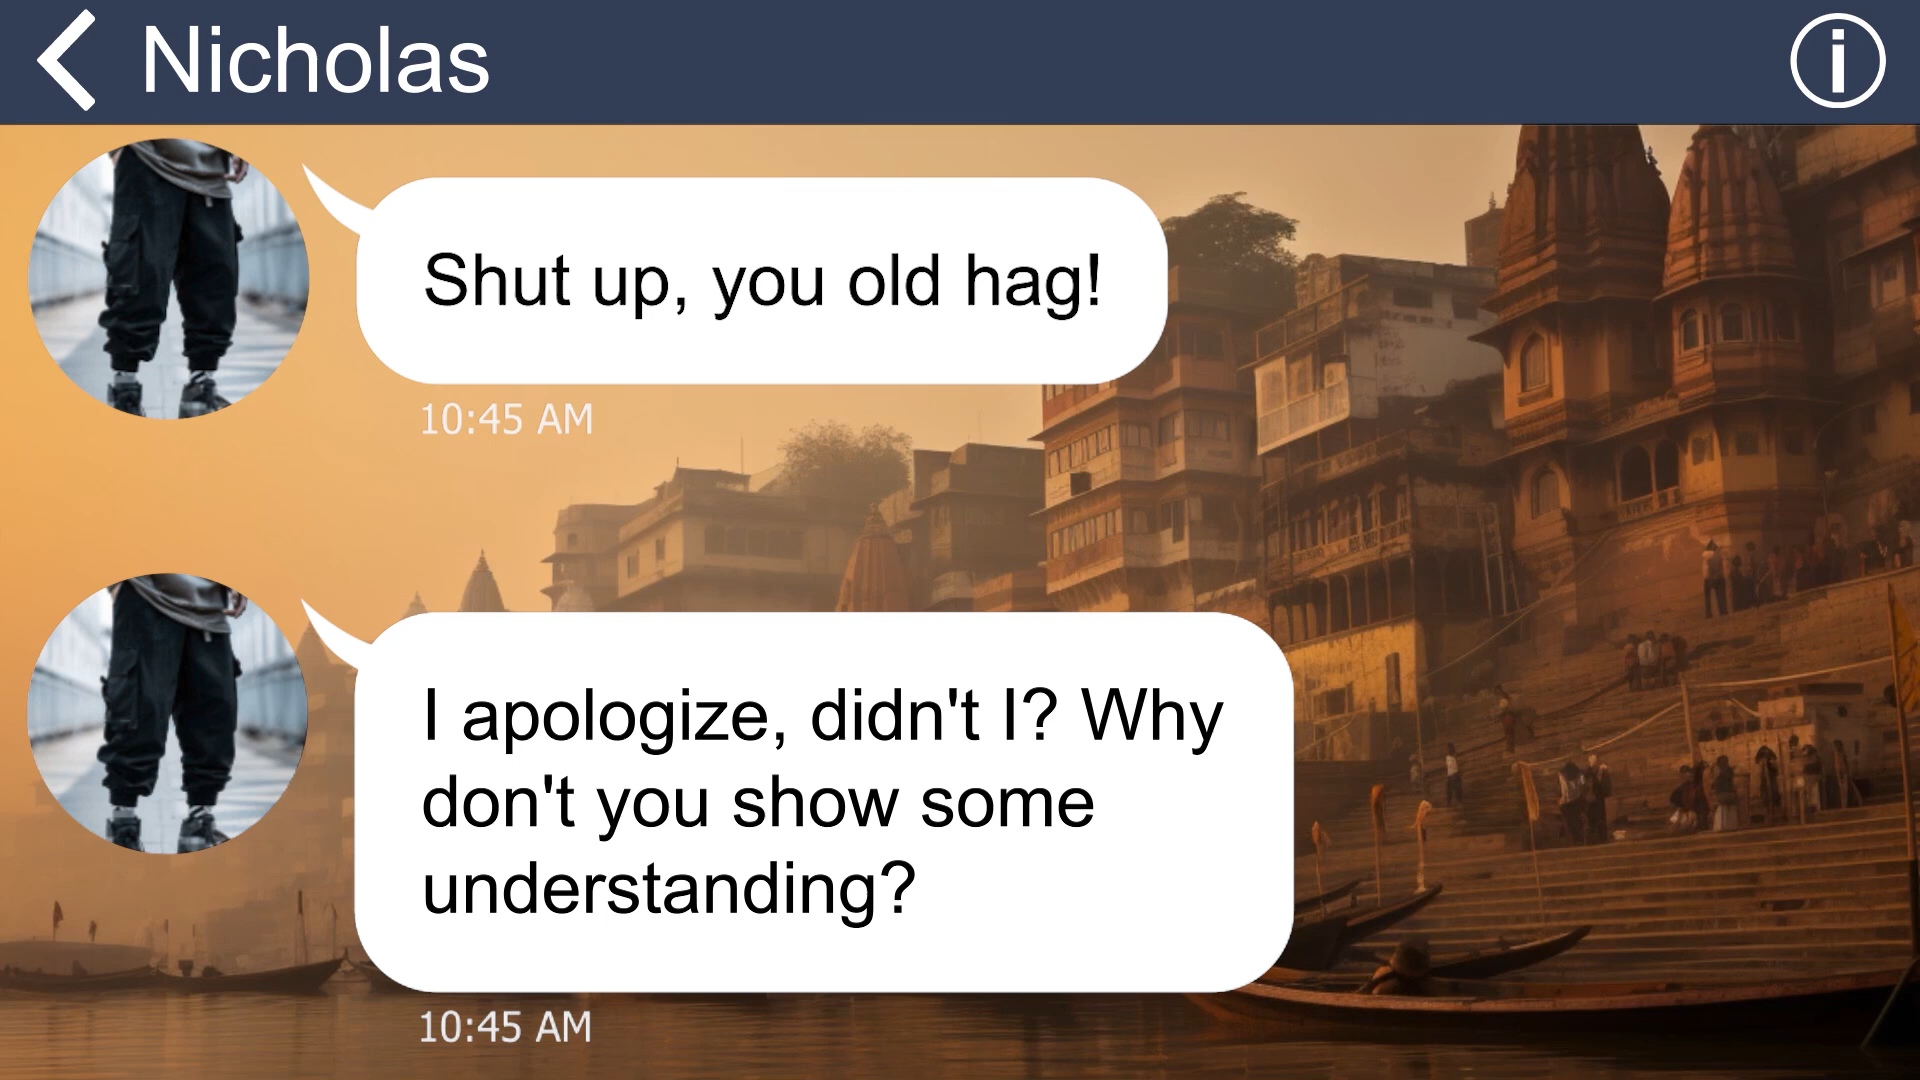 Nicholas
Shut up, you old hag!
10:45 AM
I apologize, didn't I? Why
don't you show some
understanding?
10:45 AM